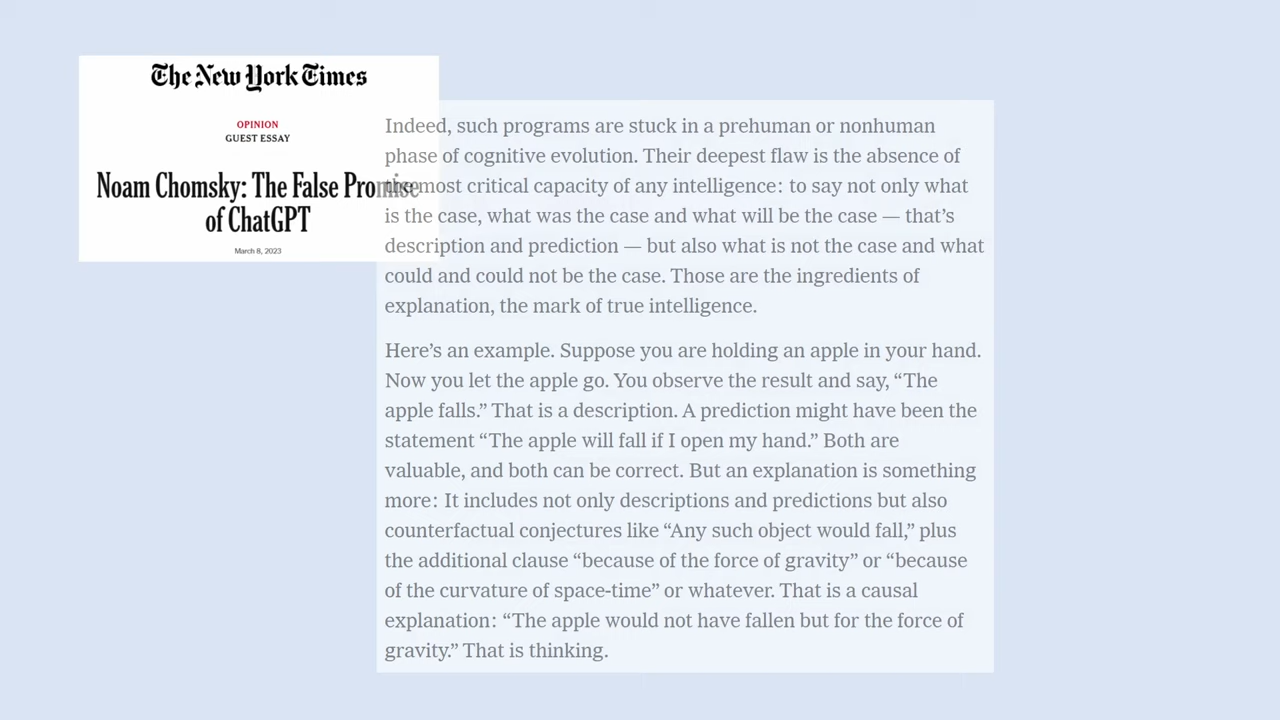 The New York Times
OPINION
GUEST ESSAY
Noam Chomsky: The False Promise
of ChatGPT
March 8, 2023
Indeed, such programs are stuck in a prehuman or nonhuman
phase of cognitive evolution. Their deepest flaw is the absence of
the most critical capacity of any intelligence: to say not only what
is the case, what was the case and what will be the case — that’s
description and prediction — but also what is not the case and what
could and could not be the case. Those are the ingredients of
explanation, the mark of true intelligence.
Here’s an example. Suppose you are holding an apple in your hand.
Now you let the apple go. You observe the result and say, “The
apple falls.” That is a description. A prediction might have been the
statement “The apple will fall if I open my hand.” Both are
valuable, and both can be correct. But an explanation is something
more: It includes not only descriptions and predictions but also
counterfactual conjectures like “Any such object would fall,” plus
the additional clause “because of the force of gravity” or “because
of the curvature of space-time” or whatever. That is a causal
explanation: “The apple would not have fallen but for the force of
gravity.” That is thinking.